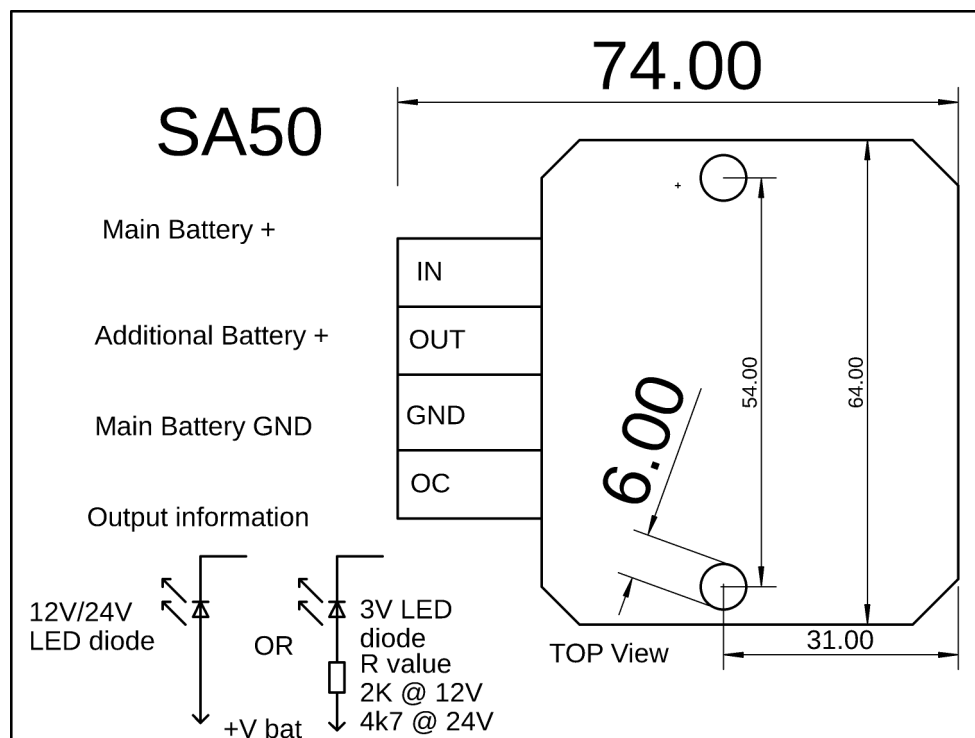 74.00
SA50
Main Battery +
IN
Additional Battery +
OUT
54.00
64.00
Main Battery GND
GND
6.00
OC
Output information
12V/24V
LED diode
OR
3V LED
diode
R value
2K @ 12V
4k7 @ 24V
+V bat
TOP View
31.00